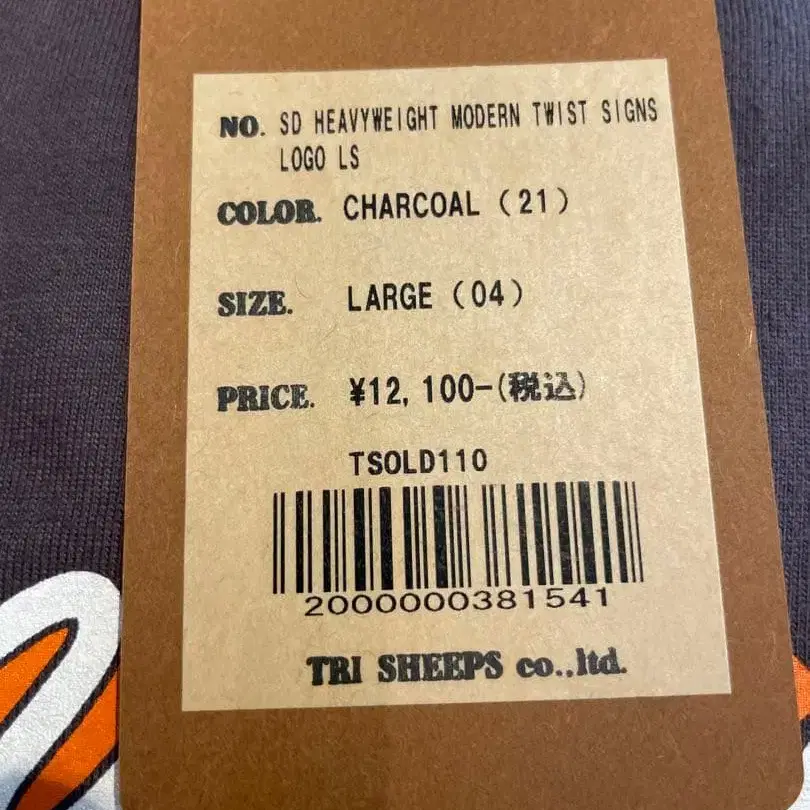 NO. SD HEAVYWEIGHT MODERN TWIST SIGNS
LOGO LS
COLOR. CHARCOAL (21)
SIZE. LARGE (04)
PRICE. ¥12,100-(税込)
TSOLD110
2000000381541
TRI SHEEPS co.,ltd.